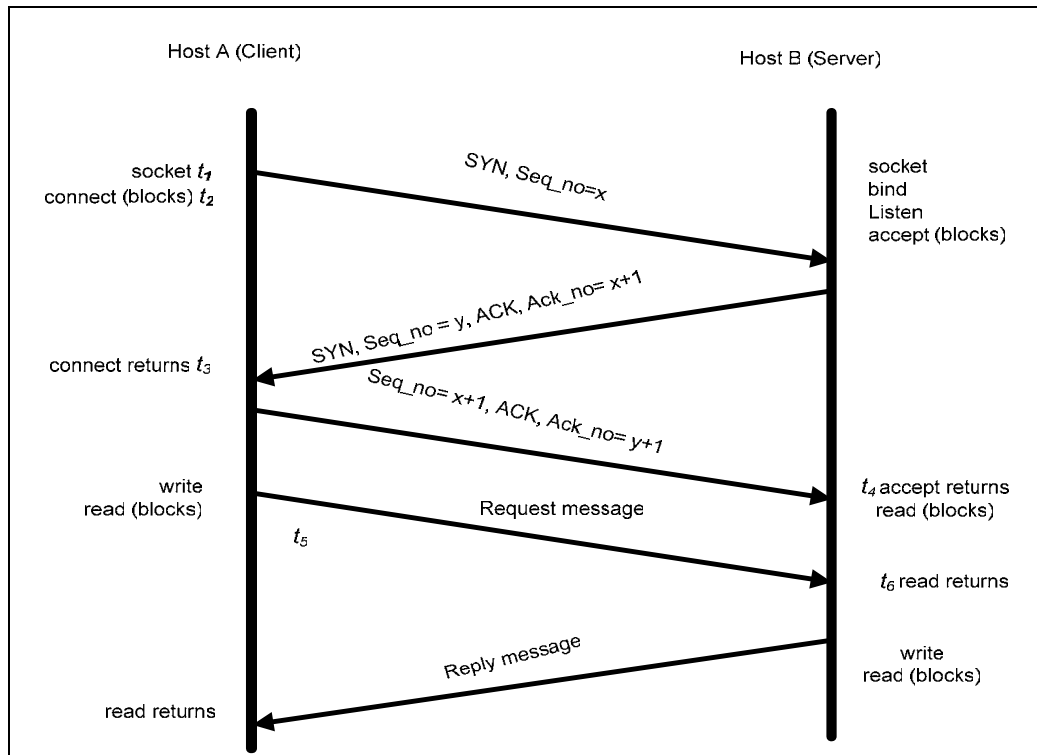 Host A (Client)
Host B (Server)
socket t1
connect (blocks) t2
SYN, Seq_no=x
socket
bind
Listen
accept (blocks)
SYN, Seq_no = y, ACK, Ack_no= x+1
connect returns t3
Seq_no= x+1, ACK, Ack_no= y+1
write
read (blocks)
t4 accept returns
read (blocks)
Request message
t5
t6 read returns
Reply message
write
read (blocks)
read returns